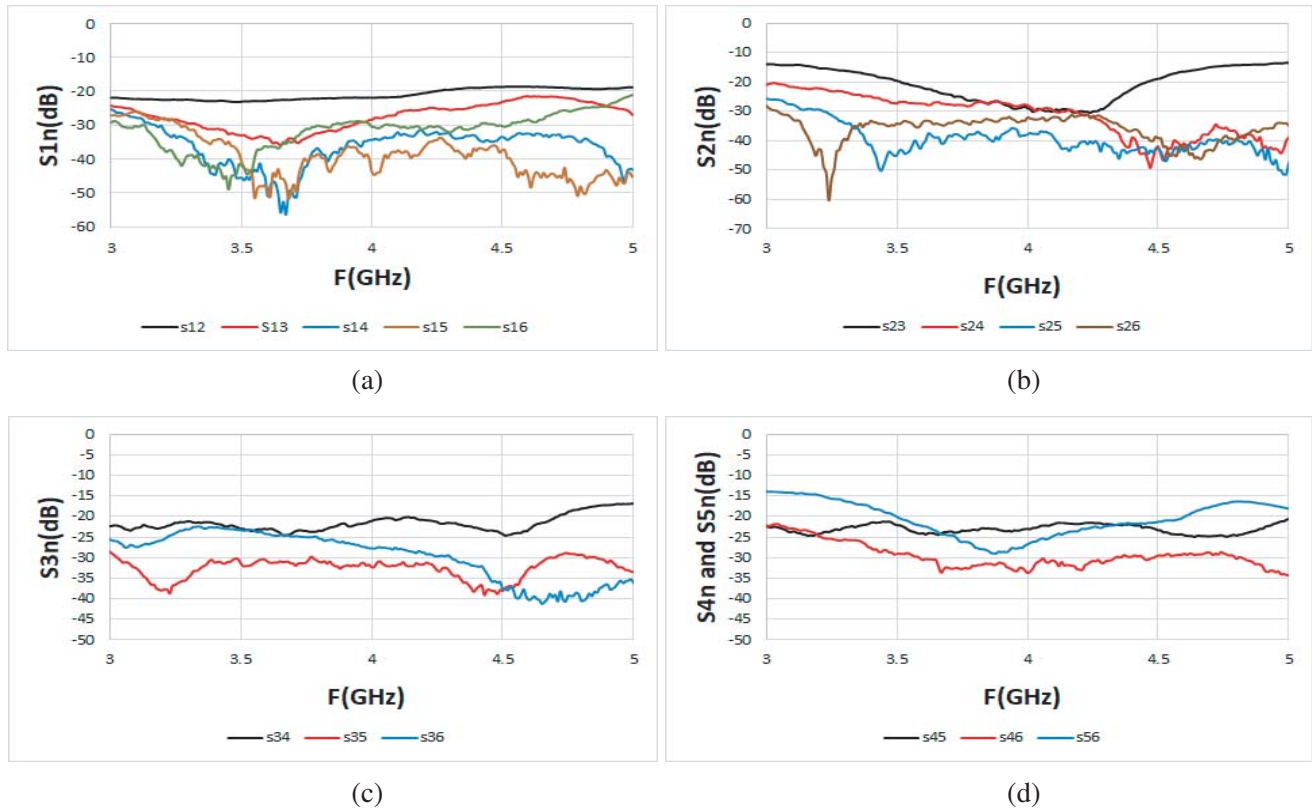 0
-10
-20
-30
-40
-50
-60
3
3.5
4
4.5
5
S1n(dB)
F(GHz)
s12
S13
s14
s15
s16
(a)
0
-10
-20
-30
-40
-50
-60
-70
3
3.5
4
4.5
5
S2n(dB)
F(GHz)
s23
s24
s25
s26
(b)
0
-5
-10
-15
-20
-25
-30
-35
-40
-45
-50
3
3.5
4
4.5
5
S3n(dB)
F(GHz)
s34
s35
s36
(c)
0
-5
-10
-15
-20
-25
-30
-35
-40
-45
-50
3
3.5
4
4.5
5
S4n and S5n(dB)
F(GHz)
s45
s46
s56
(d)